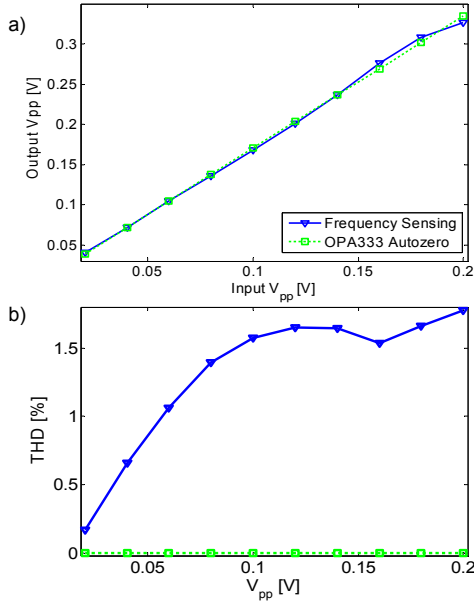 a)
Output Vpp [V]
0.3
0.25
0.2
0.15
0.1
0.05
Frequency Sensing
OPA333 Autozero
0.05 0.1 0.15 0.2
Input Vpp [V]
b)
THD [%]
1.5
1
0.5
0
0.05 0.1 0.15 0.2
Vpp [V]